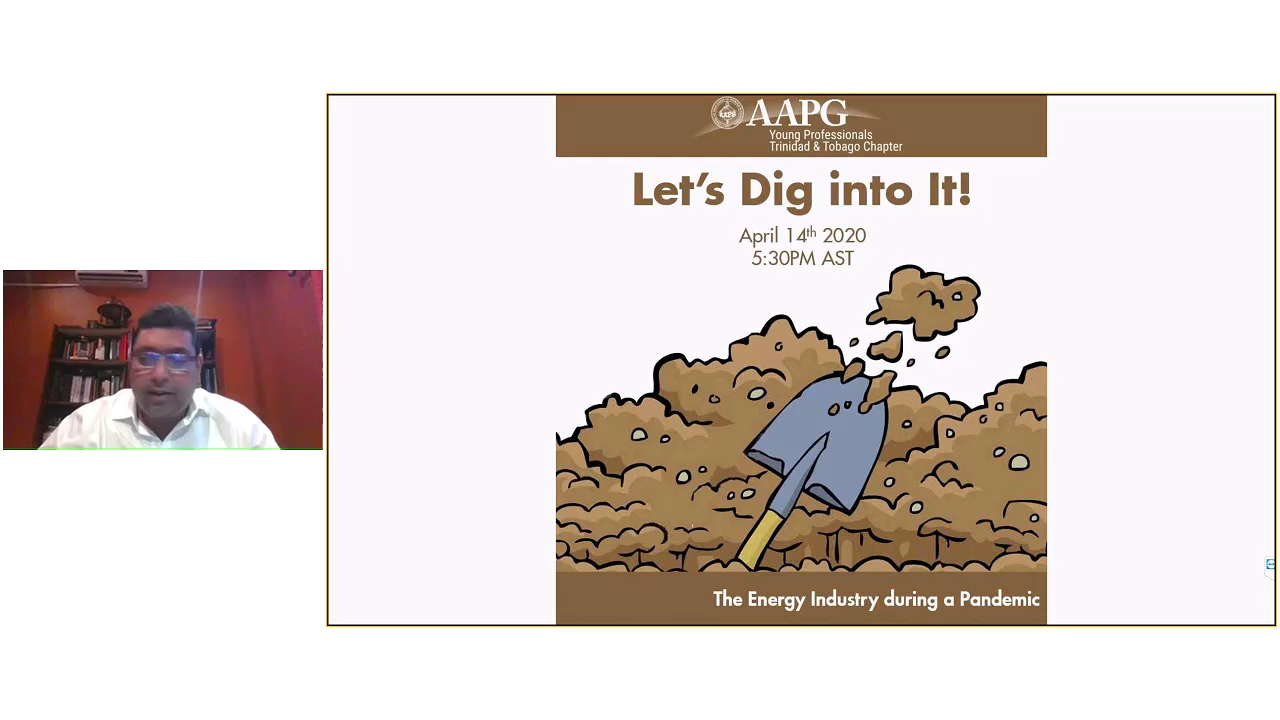 AAPG
Young Professionals
Trinidad & Tobago Chapter
Let's Dig into It!
April 14th 2020
5:30PM AST
The Energy Industry during a Pandemic